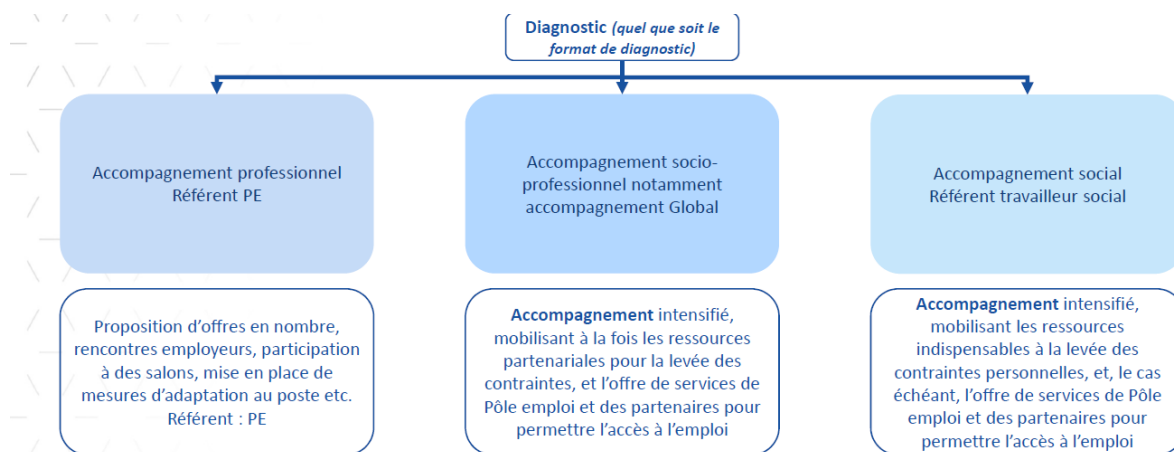 Diagnostic (quel que soit le
format de diagnostic)
Accompagnement professionnel
Référent PE
Accompagnement socio-
professionnel notamment
accompagnement Global
Accompagnement social
Référent travailleur social
Proposition d’offres en nombre,
rencontres employeurs, participation
à des salons, mise en place de
mesures d’adaptation au poste etc.
Référent : PE
Accompagnement intensifié,
mobilisant à la fois les ressources
partenariales pour la levée des
contraintes, et l’offre de services de
Pôle emploi et des partenaires pour
permettre l’accès à l’emploi
Accompagnement intensifié,
mobilisant les ressources
indispensables à la levée des
contraintes personnelles, et, le cas
échéant, l’offre de services de Pôle
emploi et des partenaires pour
permettre l’accès à l’emploi